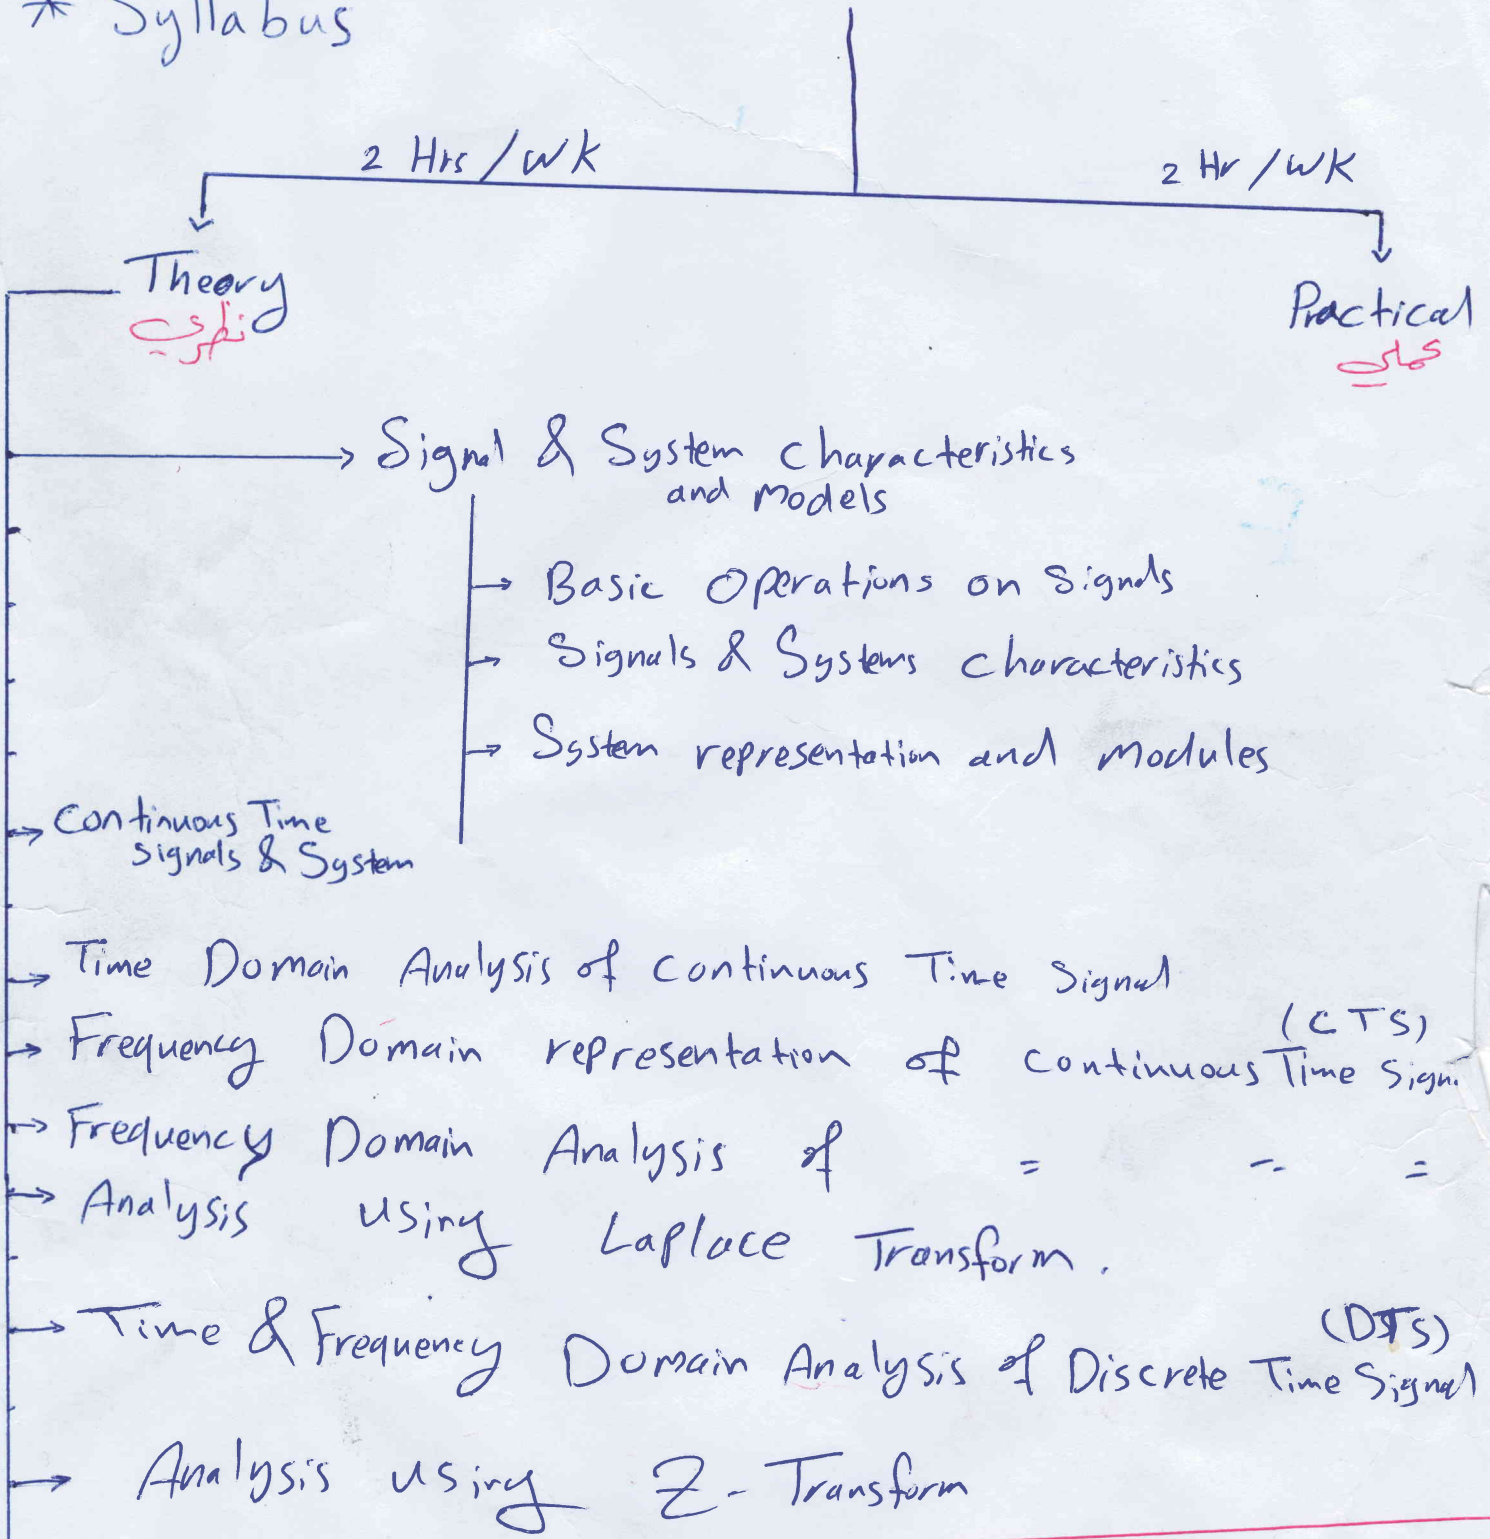 * Syllabus
2 Hrs / WK
2 Hr / WK
Theory
نظري
Practical
عملي
Signal & System characteristics
and models
Basic Operations on Signals
Signals & Systems characteristics
System representation and modules
Continuous Time
signals & System
Time Domain Analysis of continuous Time Signal
(CTS)
Frequency Domain representation of continuous Time Sign.
Frequency Domain Analysis of = = =
Analysis using Laplace Transform.
(DTS)
Time & Frequency Domain Analysis of Discrete Time Signal
Analysis using Z-Transform